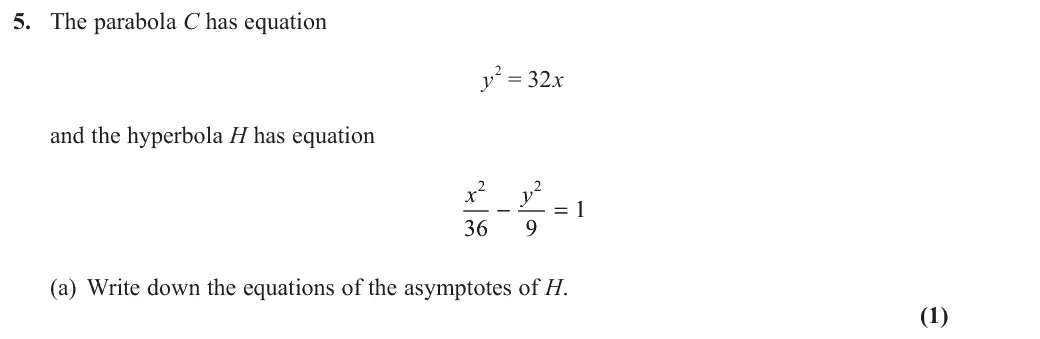 5. The parabola C has equation
y² = 32x
and the hyperbola H has equation
x²/36 − y²/9 = 1
(a) Write down the equations of the asymptotes of H.
(1)